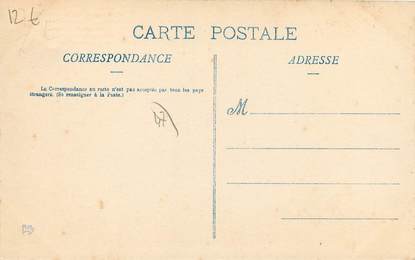 12 €
CARTE POSTALE
CORRESPONDANCE
ADRESSE
La Correspondance au recto n'est pas acceptée par tous les pays
étrangers. (Se renseigner à la Poste.)
M
47